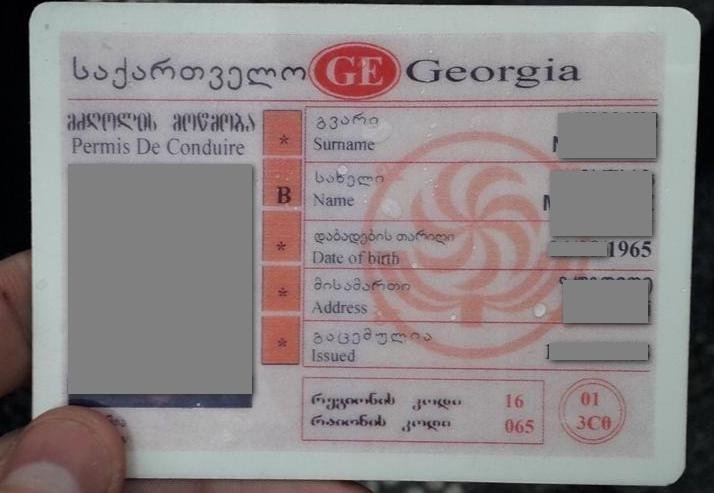 საქართველო GE Georgia
მძღოლის მოწმობა
Permis De Conduire
*
B
*
*
*
გვარი
Surname
სახელი
Name
დაბადების თარიღი
Date of birth
1965
მისამართი
Address
გაცემულია
Issued
რეგიონის კოდი 16
რაიონის კოდი 065
01
3C0